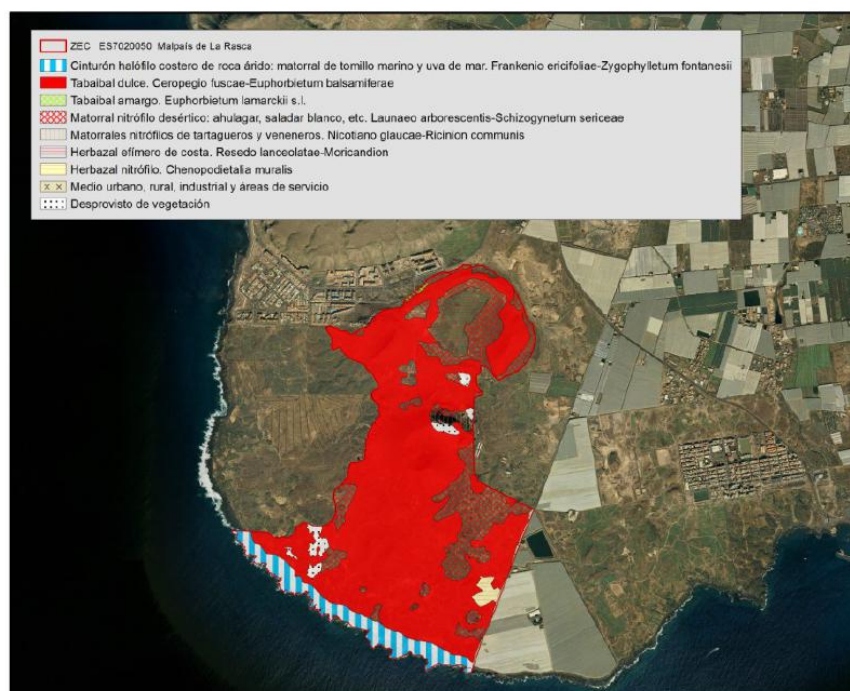 ZEC ES7020050 Malpaís de La Rasca
Cinturón halófilo costero de roca árido: matorral de tomillo marino y uva de mar. Frankenio ericifoliae-Zygophylletum fontanesii
Tabaibal dulce. Ceropegio fuscae-Euphorbietum balsamiferae
Tabaibal amargo. Euphorbietum lamarckii s.l.
Matorral nitrófilo desértico: ahulagar, saladar blanco, etc. Launaeo arborescentis-Schizogynetum sericeae
Matorrales nitrófilos de tartagueros y veneneros. Nicotiano glaucae-Ricinion communis
Herbazal efímero de costa. Resedo lanceolatae-Moricandion
Herbazal nitrófilo. Chenopodietalia muralis
Medio urbano, rural, industrial y áreas de servicio
Desprovisto de vegetación